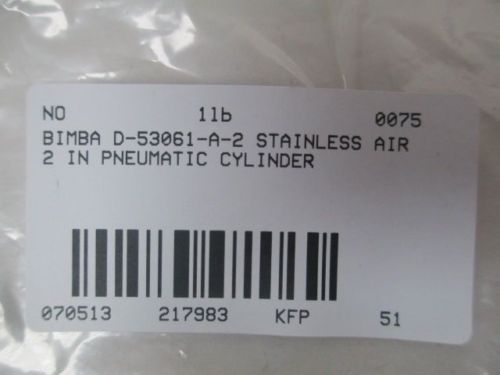 NO 1lb 0075
BIMBA D-53061-A-2 STAINLESS AIR
2 IN PNEUMATIC CYLINDER
070513 217983 KFP 51